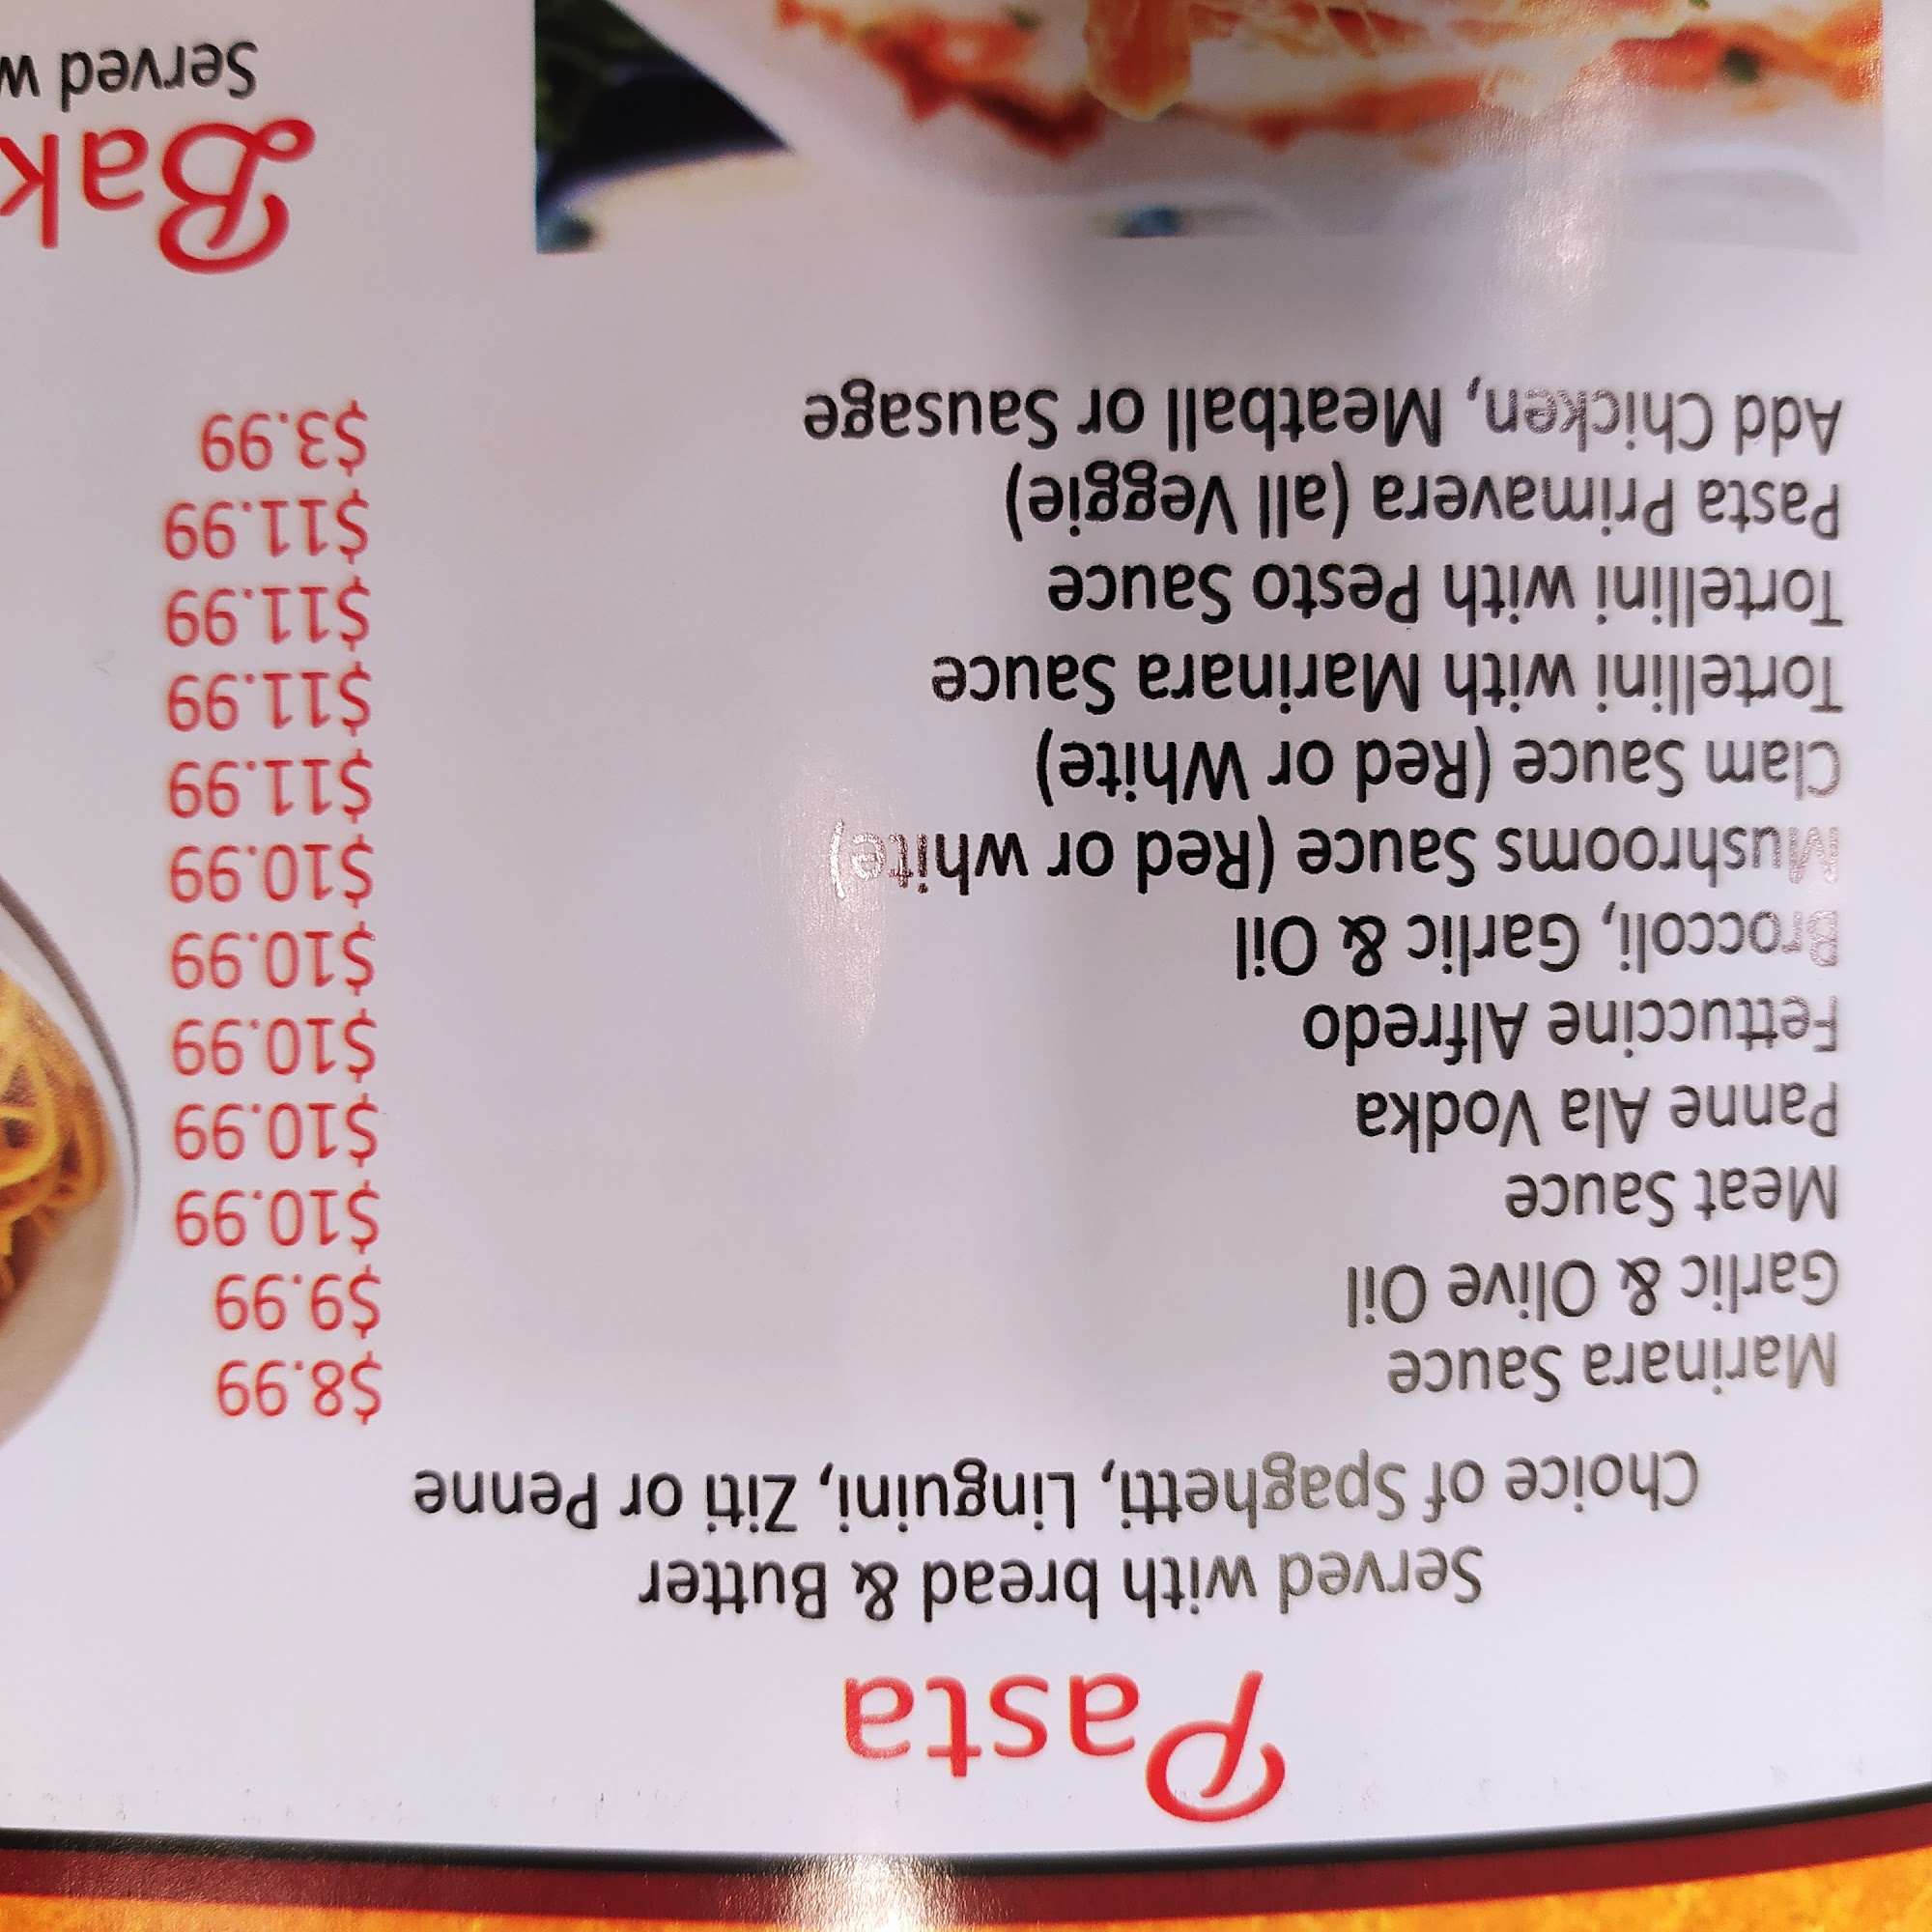 Pasta
Served with bread & Butter
Choice of Spaghetti, Linguini, Ziti or Penne
Marinara Sauce $8.99
Garlic & Olive Oil $9.99
Meat Sauce $10.99
Panne Ala Vodka $10.99
Fettuccine Alfredo $10.99
Broccoli, Garlic & Oil $10.99
Mushrooms Sauce (Red or white) $10.99
Clam Sauce (Red or White) $11.99
Tortellini with Marinara Sauce $11.99
Tortellini with Pesto Sauce $11.99
Pasta Primavera (all Veggie) $11.99
Add Chicken, Meatball or Sausage $3.99
Bak
Served w